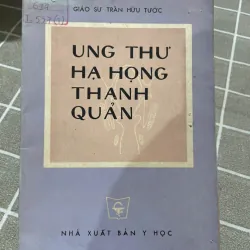 GIÁO SƯ TRẦN HỮU TƯỚC
UNG THƯ
HẠ HỌNG
THANH
QUẢN
NHÀ XUẤT BẢN Y HỌC